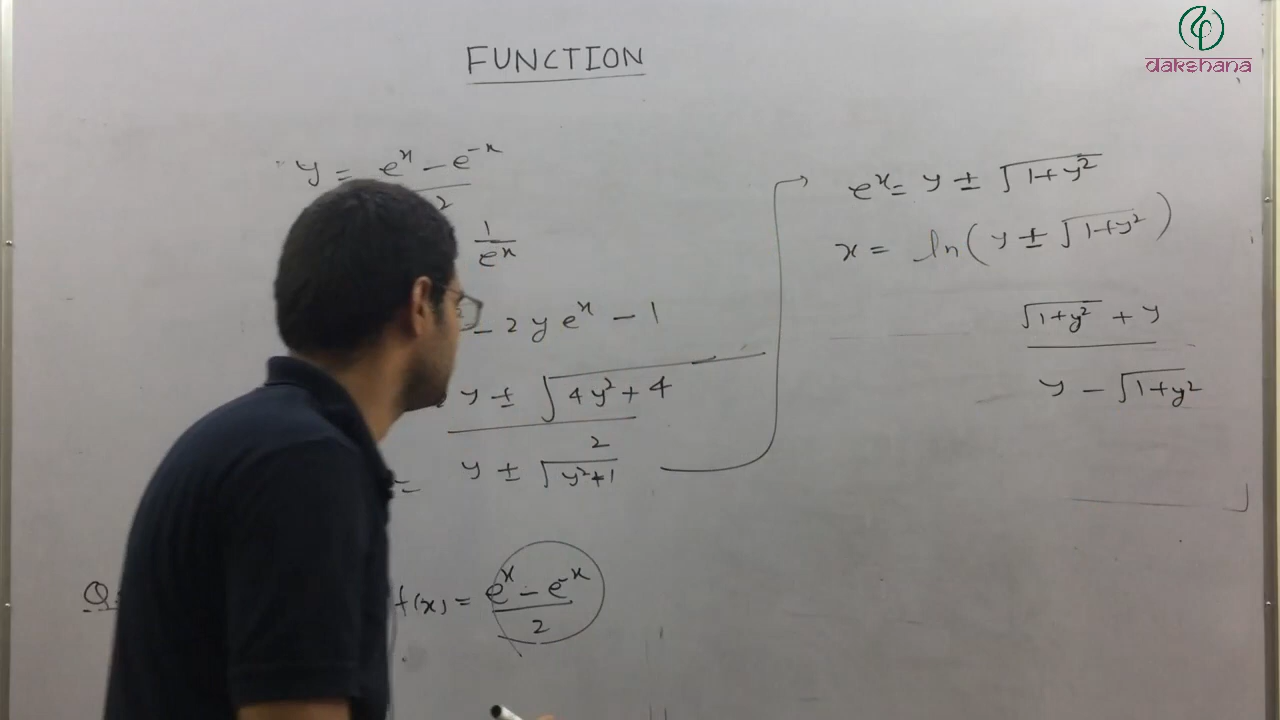 dakshana
FUNCTION
y = e^x - e^-x
2
1
e^x
- 2 y e^x - 1
y ± √4y² + 4
2
= y ± √y²+1
e^x = y ± √1+y²
x = ln(y ± √1+y²)
√1+y² + y
y - √1+y²
Q.
f(x) = e^x - e^-x
2